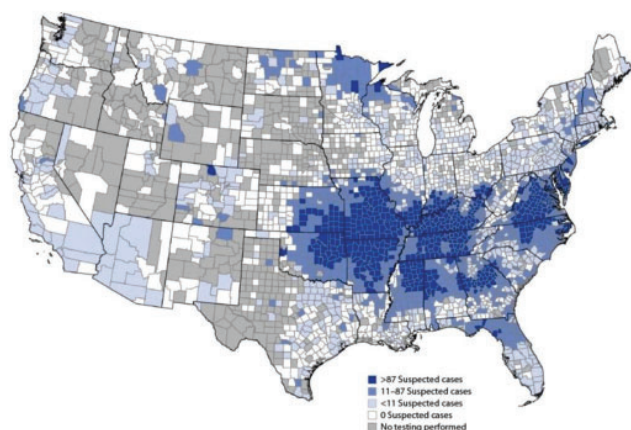 >87 Suspected cases
11–87 Suspected cases
<11 Suspected cases
0 Suspected cases
No testing performed